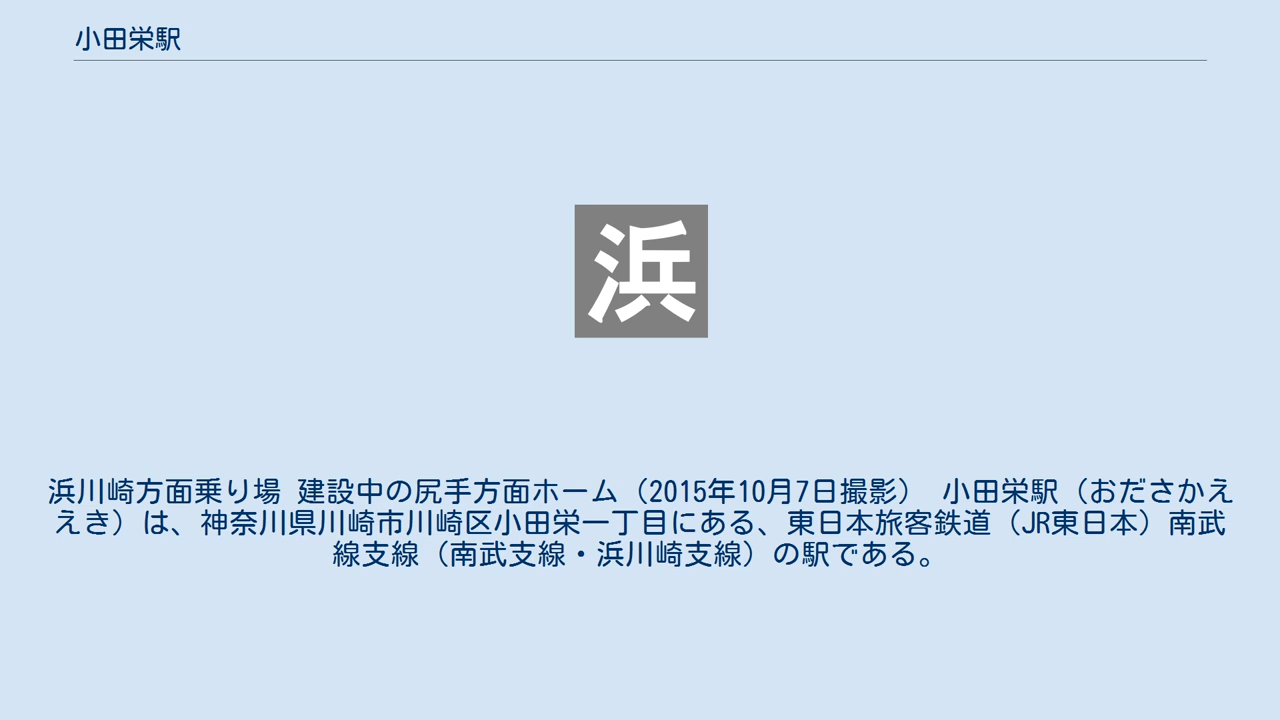 小田栄駅
浜
浜川崎方面乗り場 建設中の尻手方面ホーム（2015年10月7日撮影） 小田栄駅（おださかえ
えき）は、神奈川県川崎市川崎区小田栄一丁目にある、東日本旅客鉄道（JR東日本）南武
線支線（南武支線・浜川崎支線）の駅である。